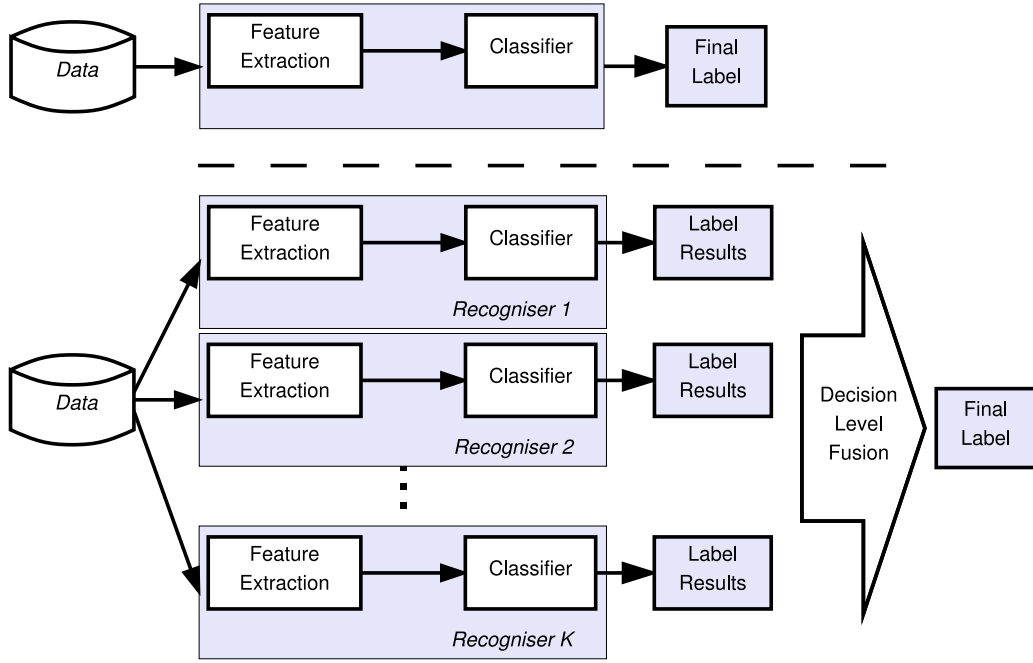 Data
Feature
Extraction
Classifier
Final
Label
Feature
Extraction
Classifier
Label
Results
Recogniser 1
Data
Feature
Extraction
Classifier
Label
Results
Recogniser 2
Decision
Level
Fusion
Final
Label
Feature
Extraction
Classifier
Label
Results
Recogniser K